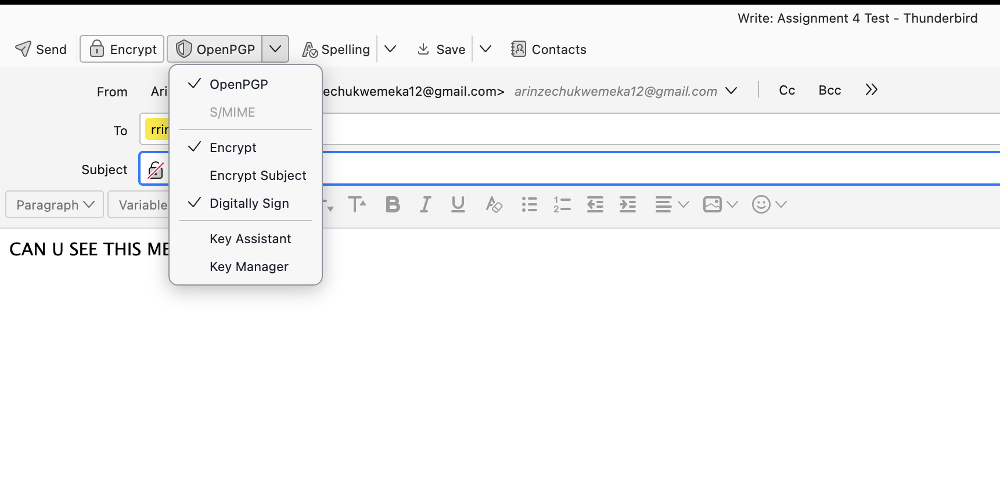 Write: Assignment 4 Test - Thunderbird
Send Encrypt OpenPGP Spelling Save Contacts
From Ari echukwemeka12@gmail.com> arinzechukwemeka12@gmail.com Cc Bcc
To rrin
Subject
OpenPGP
S/MIME
Encrypt
Encrypt Subject
Digitally Sign
Key Assistant
Key Manager
Paragraph Variable
CAN U SEE THIS ME